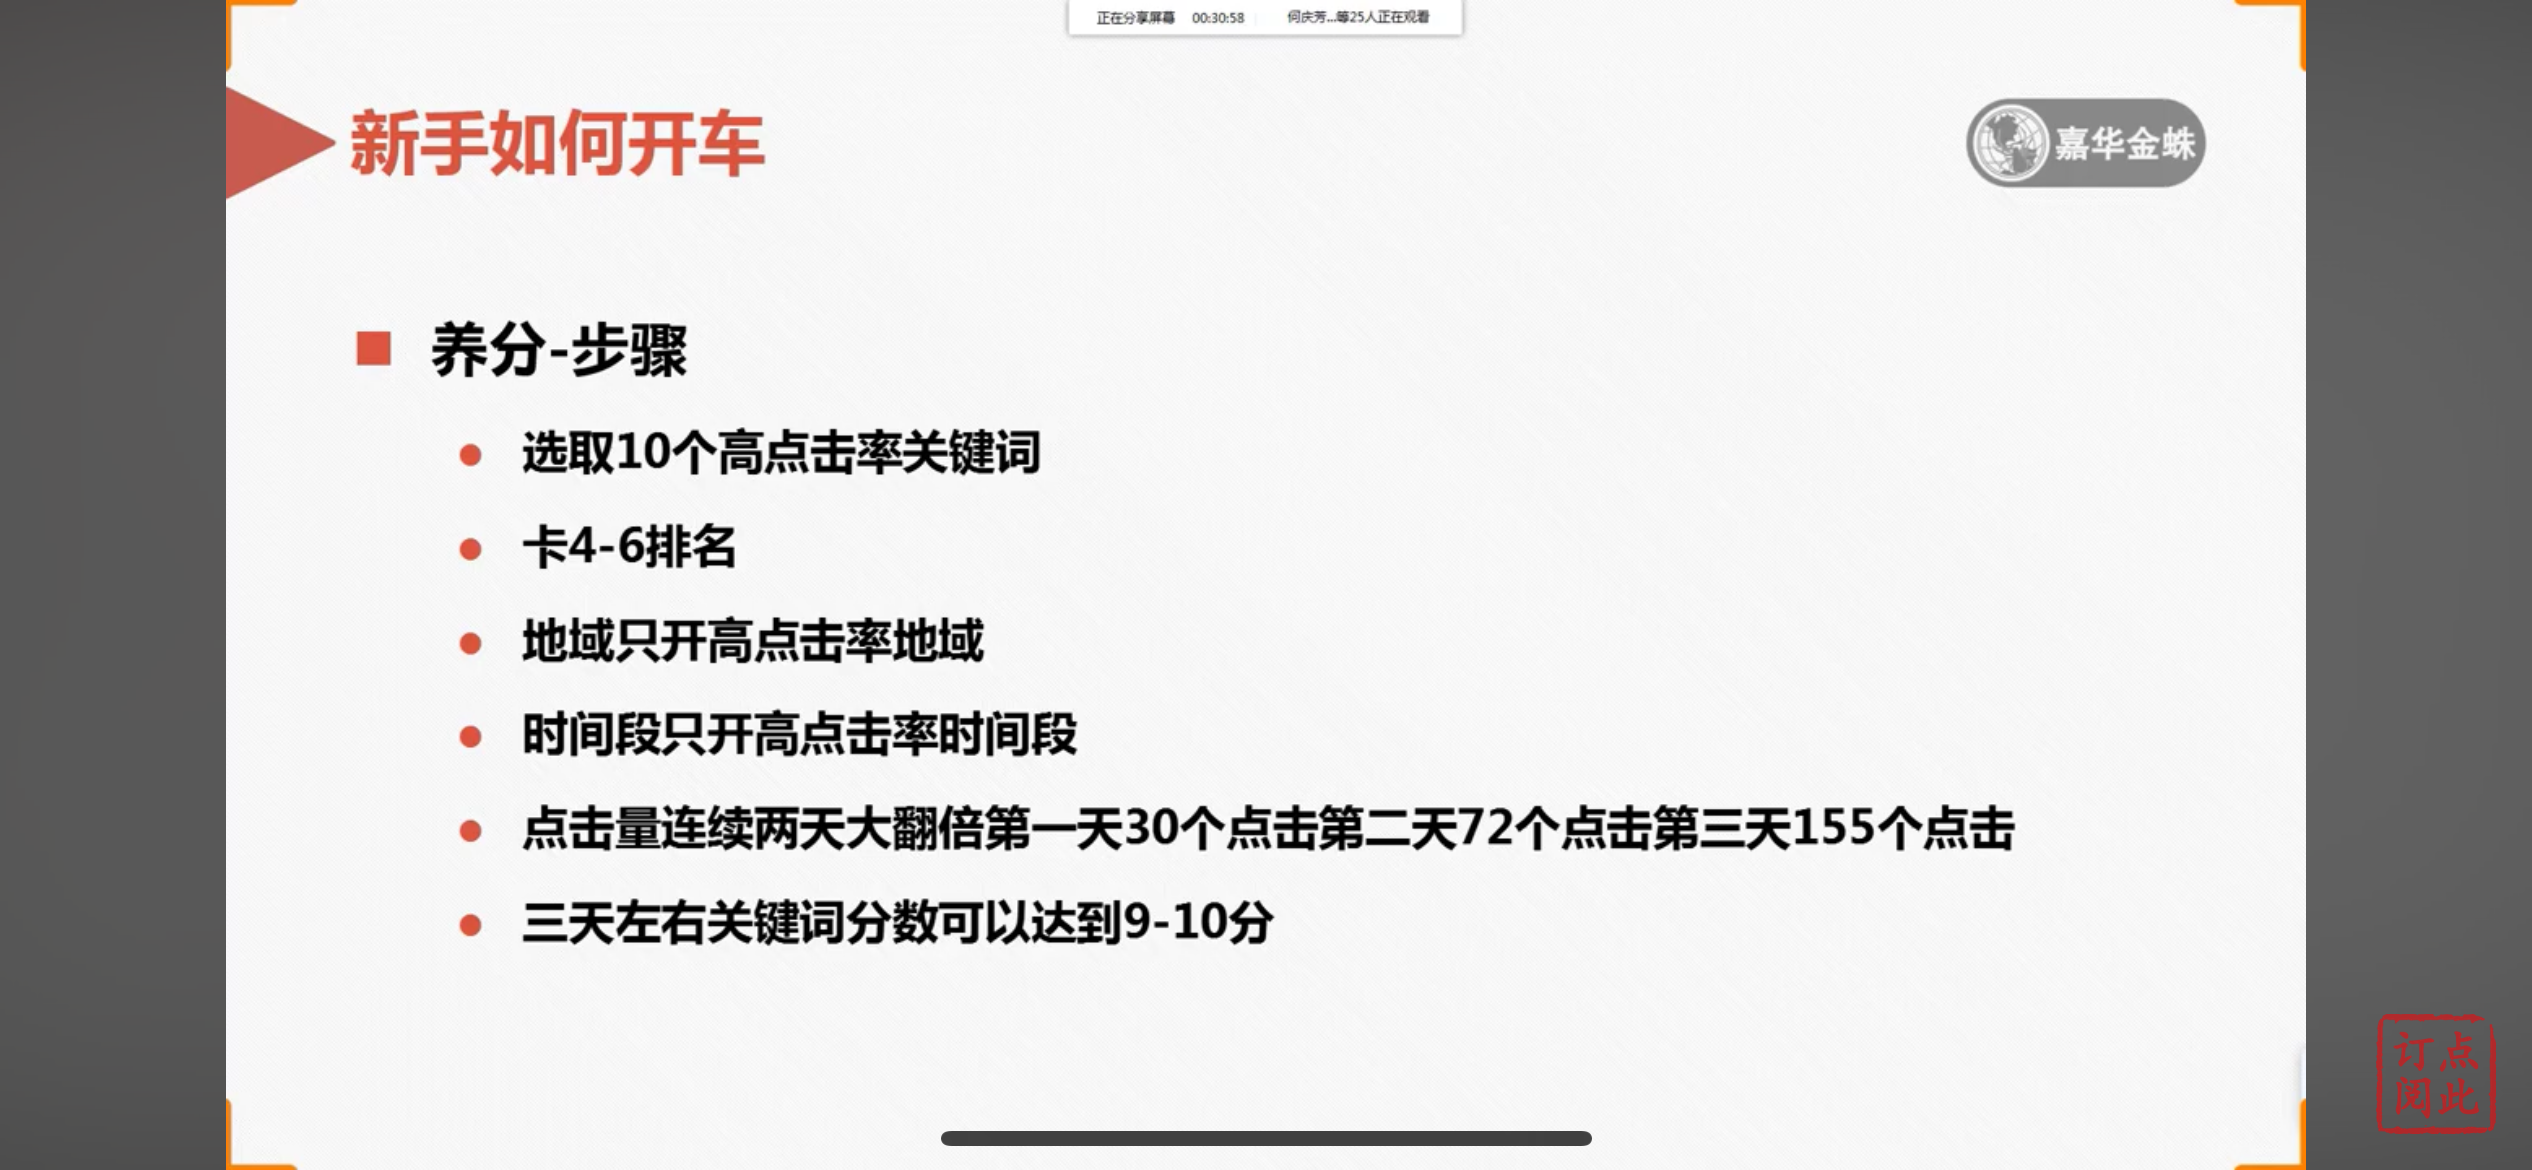 正在分享屏幕 00:30:58 何庆芳...等25人正在观看
新手如何开车
嘉华金蛛
养分-步骤
选取10个高点击率关键词
卡4-6排名
地域只开高点击率地域
时间段只开高点击率时间段
点击量连续两天大翻倍第一天30个点击第二天72个点击第三天155个点击
三天左右关键词分数可以达到9-10分
订点
阅此